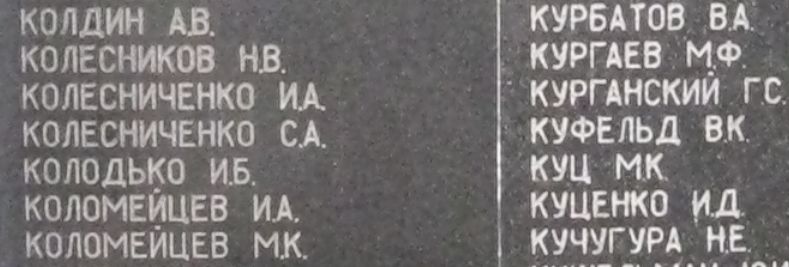 КОЛДИН А.В.
КОЛЕСНИКОВ Н.В.
КОЛЕСНИЧЕНКО И.А.
КОЛЕСНИЧЕНКО С.А.
КОЛОДЬКО И.Б.
КОЛОМЕЙЦЕВ И.А.
КОЛОМЕЙЦЕВ М.К.
КУРБАТОВ В.А.
КУРГАЕВ М.Ф.
КУРГАНСКИЙ Г.С.
КУФЕЛЬД В.К.
КУЦ М.К.
КУЦЕНКО И.Д.
КУЧУГУРА Н.Е.